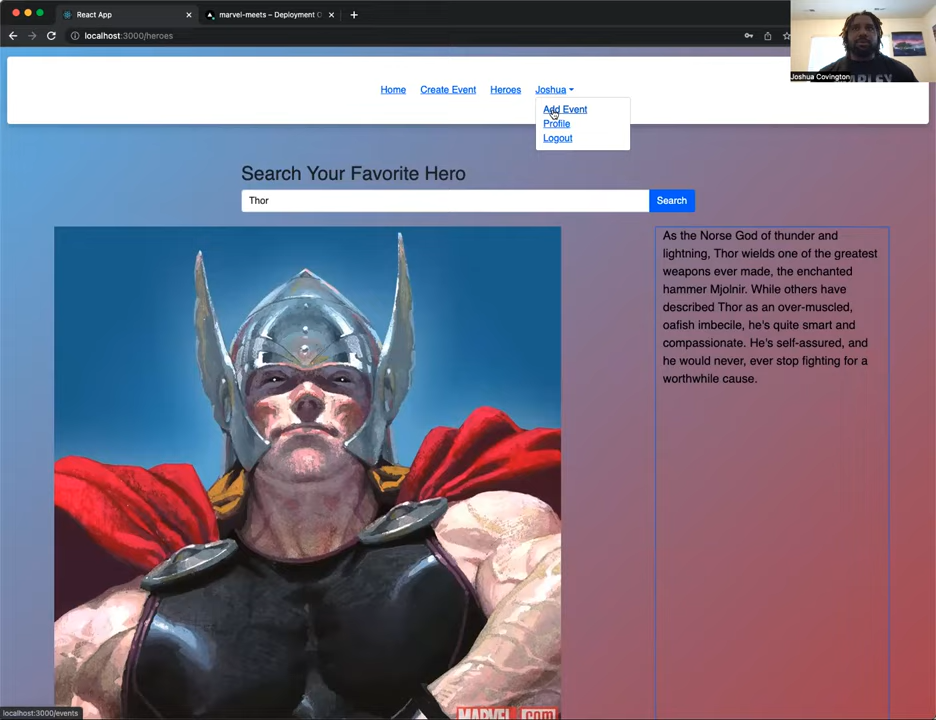 React App
marvel-meets – Deployment O
localhost:3000/heroes
Joshua Covington
Home Create Event Heroes Joshua
Add Event
Profile
Logout
Search Your Favorite Hero
Thor
Search
As the Norse God of thunder and
lightning, Thor wields one of the greatest
weapons ever made, the enchanted
hammer Mjolnir. While others have
described Thor as an over-muscled,
oafish imbecile, he's quite smart and
compassionate. He's self-assured, and
he would never, ever stop fighting for a
worthwhile cause.
MARVEL.COM
localhost:3000/events